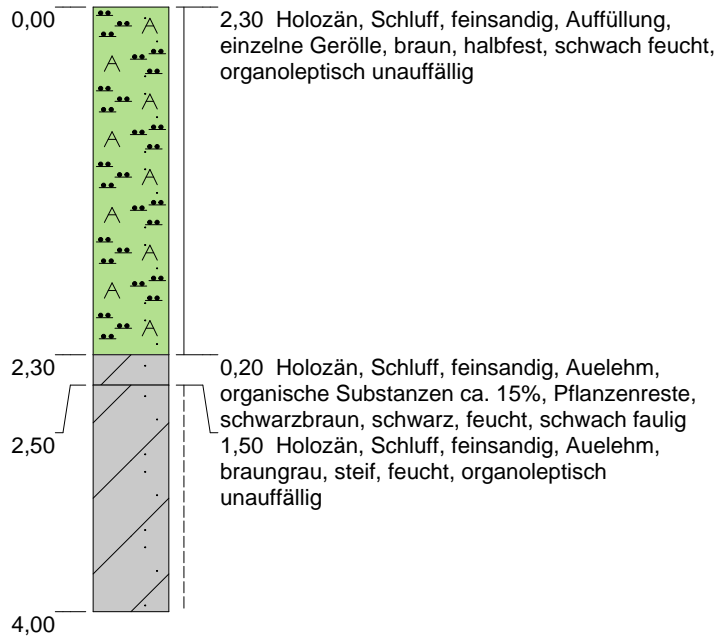 0,00
2,30 Holozän, Schluff, feinsandig, Auffüllung,
einzelne Gerölle, braun, halbfest, schwach feucht,
organoleptisch unauffällig
2,30
0,20 Holozän, Schluff, feinsandig, Auelehm,
organische Substanzen ca. 15%, Pflanzenreste,
schwarzbraun, schwarz, feucht, schwach faulig
2,50
1,50 Holozän, Schluff, feinsandig, Auelehm,
braungrau, steif, feucht, organoleptisch
unauffällig
4,00